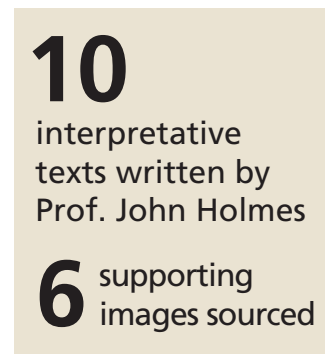 10
interpretative
texts written by
Prof. John Holmes
6 supporting
images sourced